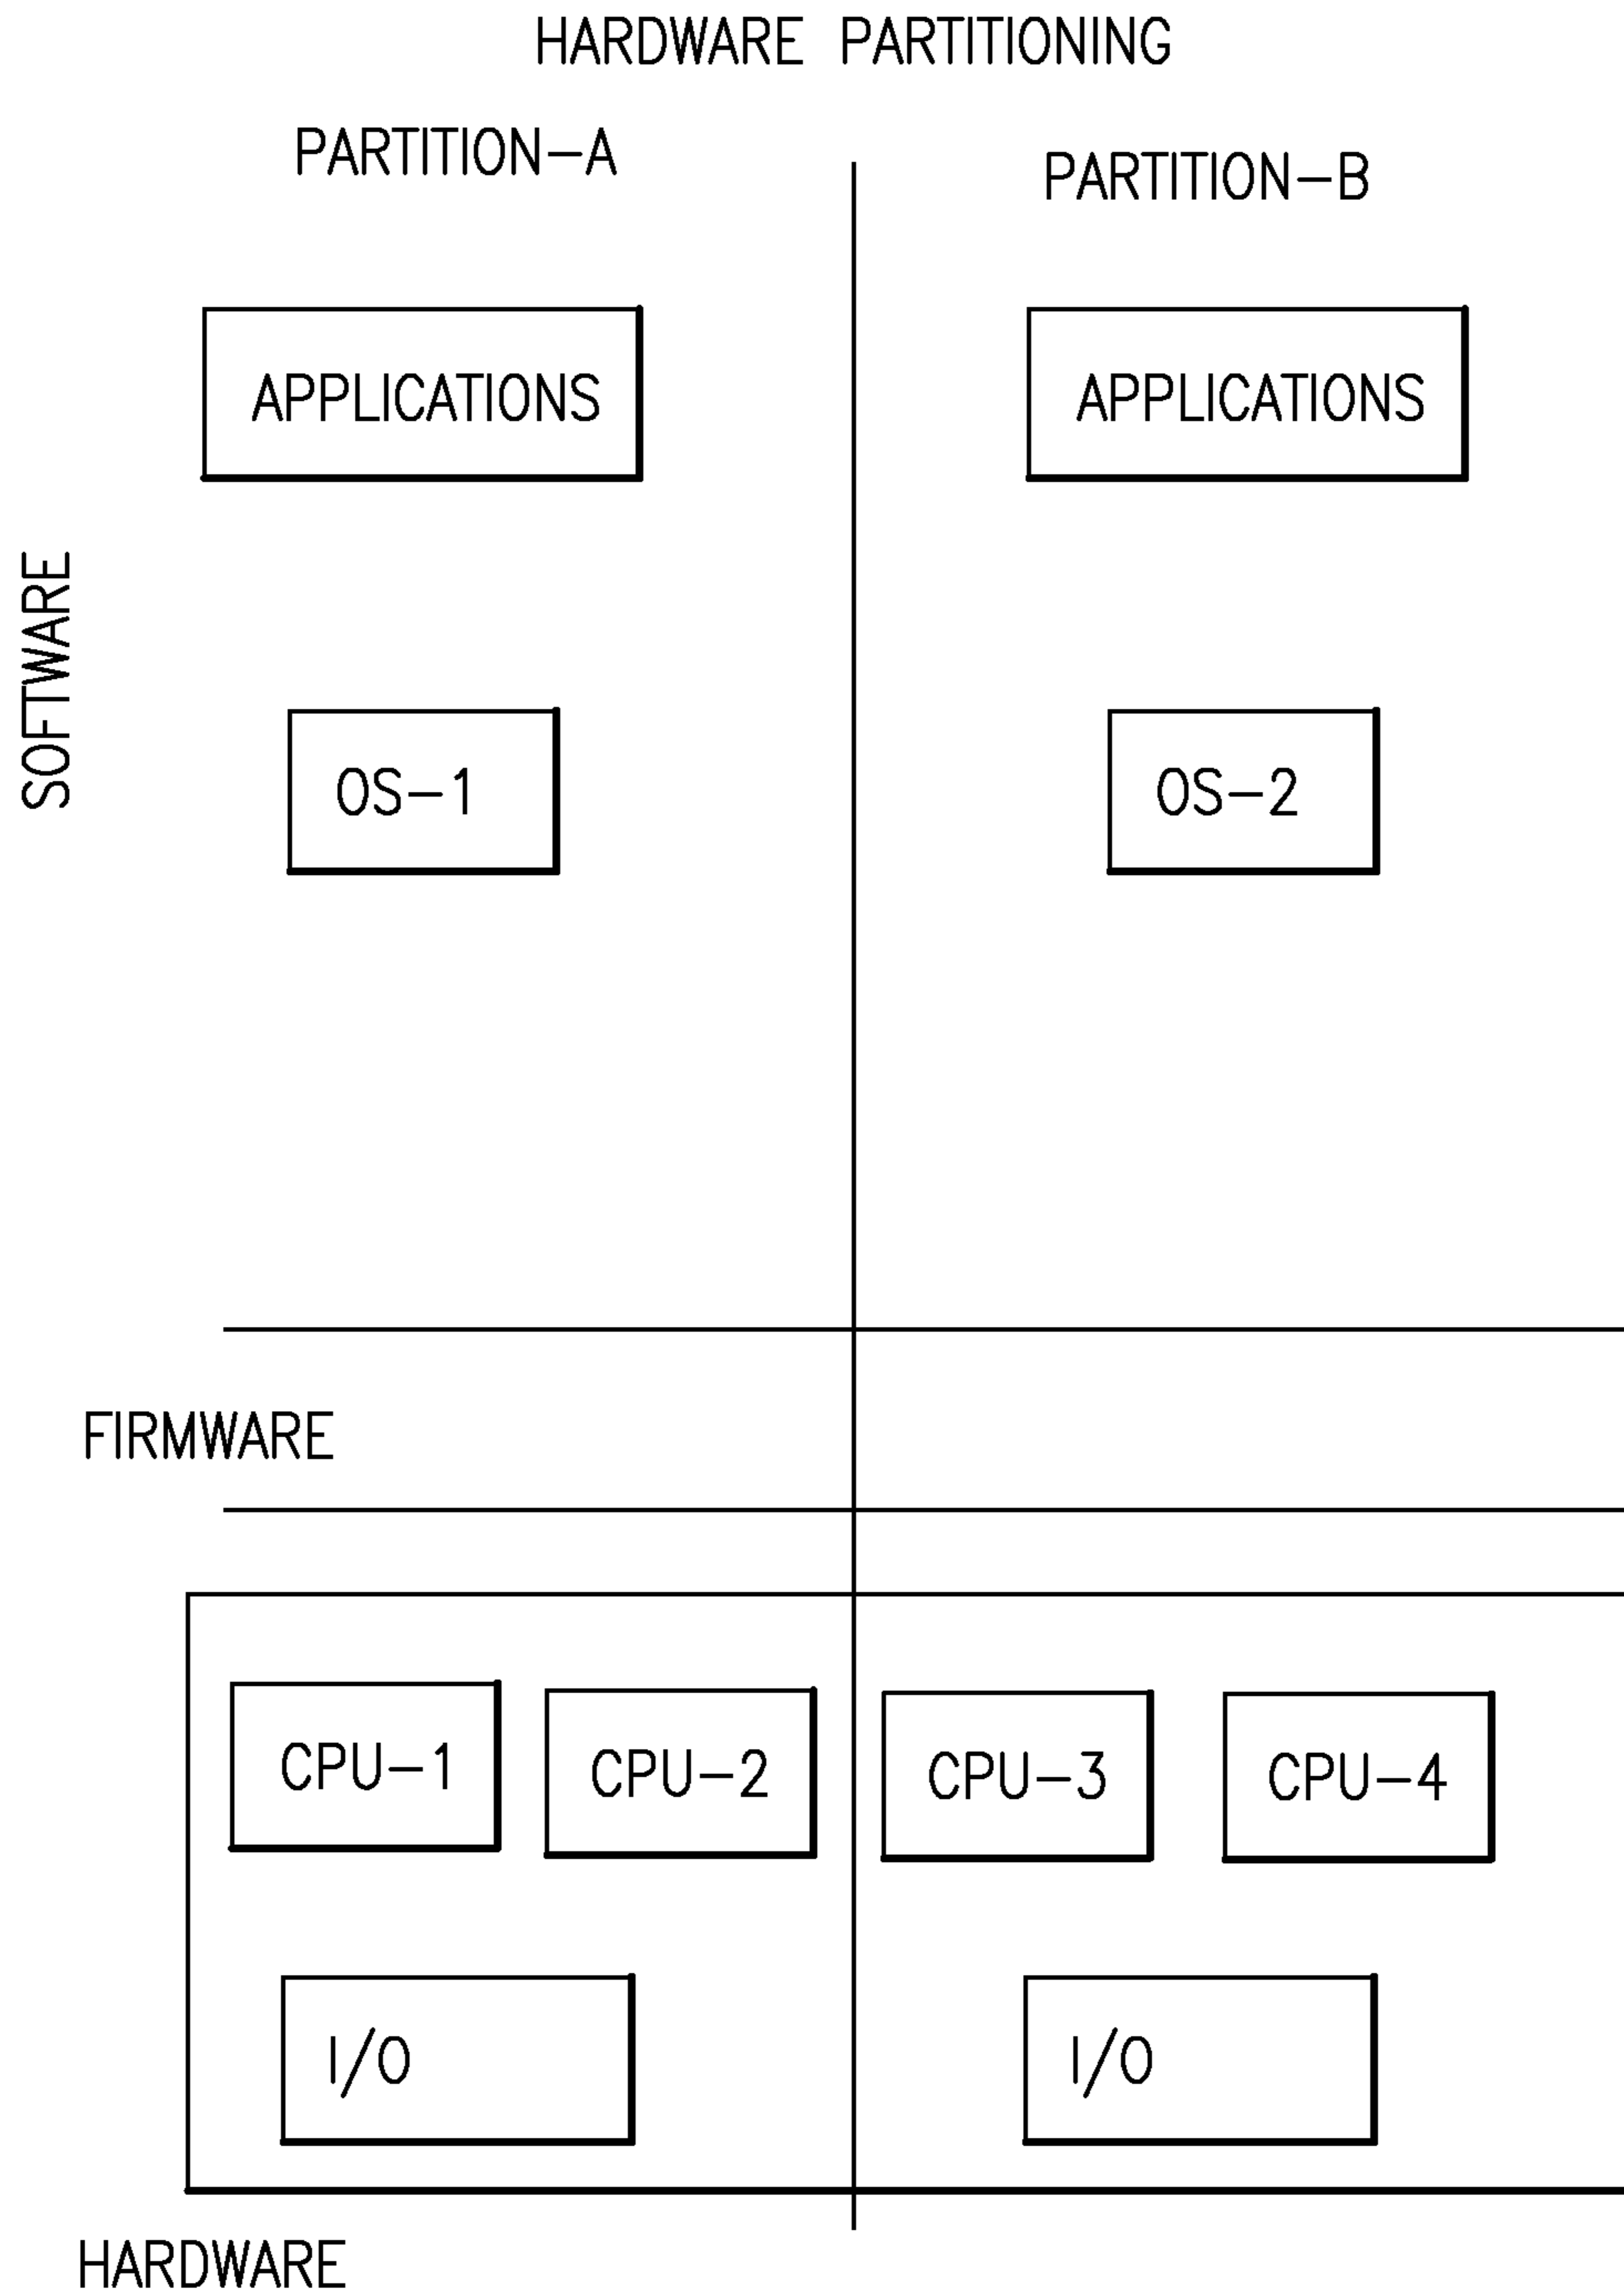 HARDWARE PARTITIONING
PARTITION-A
PARTITION-B
APPLICATIONS
APPLICATIONS
SOFTWARE
OS-1
OS-2
FIRMWARE
CPU-1
CPU-2
CPU-3
CPU-4
I/O
I/O
HARDWARE